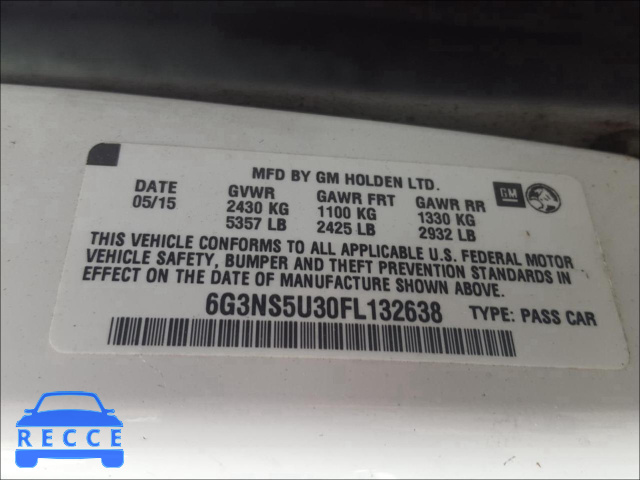 MFD BY GM HOLDEN LTD.
DATE GVWR GAWR FRT GAWR RR GM
05/15 2430 KG 1100 KG 1330 KG
5357 LB 2425 LB 2932 LB
THIS VEHICLE CONFORMS TO ALL APPLICABLE U.S. FEDERAL MOTOR
VEHICLE SAFETY, BUMPER AND THEFT PREVENTION STANDARDS IN
EFFECT ON THE DATE OF MANUFACTURE SHOWN ABOVE.
6G3NS5U30FL132638 TYPE: PASS CAR
RECCE